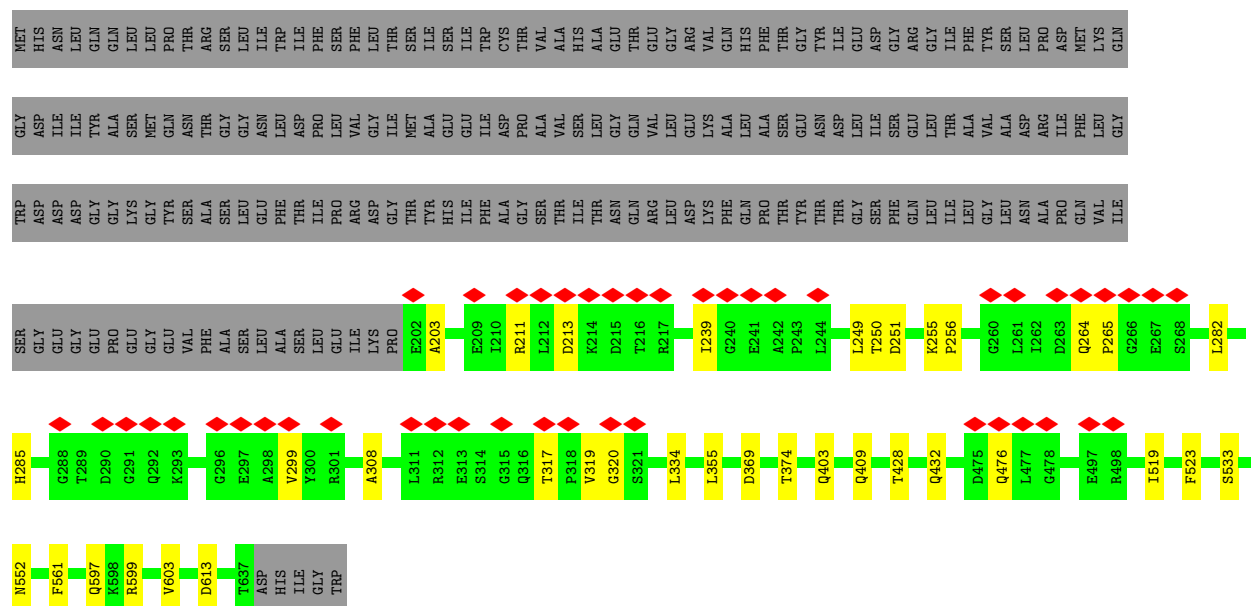 MET HIS ASN LEU GLN GLN LEU LEU PRO THR ARG SER LEU ILE TRP ILE PHE SER PHE LEU THR SER ILE SER ILE TRP CYS THR VAL ALA HIS ALA GLU THR GLU GLY ARG VAL GLN HIS PHE THR GLY TYR ILE GLU ASP GLY ARG GLY ILE PHE TYR SER LEU PRO ASP MET LYS GLN
GLY ASP ILE ILE TYR ALA SER MET GLN ASN THR GLY GLY ASN LEU ASP PRO LEU VAL GLY ILE MET ALA GLU GLU ILE ASP PRO ALA VAL SER LEU GLY GLN VAL LEU GLU LYS ALA LEU ALA SER GLU ASN ASP LEU ILE SER GLU LEU THR ALA VAL ALA ASP ARG ILE PHE LEU GLY
TRP ASP ASP ASP GLY GLY LYS GLY TYR SER ALA SER LEU GLU PHE THR ILE PRO ARG ASP GLY THR TYR HIS ILE PHE ALA GLY SER THR ILE THR ASN GLN ARG LEU ASP LYS PHE GLN PRO THR TYR THR THR GLY SER PHE GLN LEU ILE LEU GLY LEU ASN ALA PRO GLN VAL ILE
SER GLY GLU GLY GLU PRO GLU GLY GLU VAL PHE ALA SER LEU ALA SER LEU GLU ILE LYS PRO E202 A203 E209 I210 R211 L212 D213 K214 D215 T216 R217 I239 G240 E241 A242 P243 L244 L249 T250 D251 K255 P256 G260 L261 I262 D263 Q264 P265 G266 E267 S268 L282
H285 G288 T289 D290 G291 Q292 K293 G296 E297 A298 V299 Y300 R301 A308 L311 R312 E313 S314 G315 Q316 T317 P318 V319 G320 S321 L334 L355 D369 T374 Q403 Q409 T428 Q432 D475 Q476 L477 G478 E497 R498 I519 F523 S533
N552 F561 Q597 K598 R599 V603 D613 T637 ASP HIS ILE GLY TRP